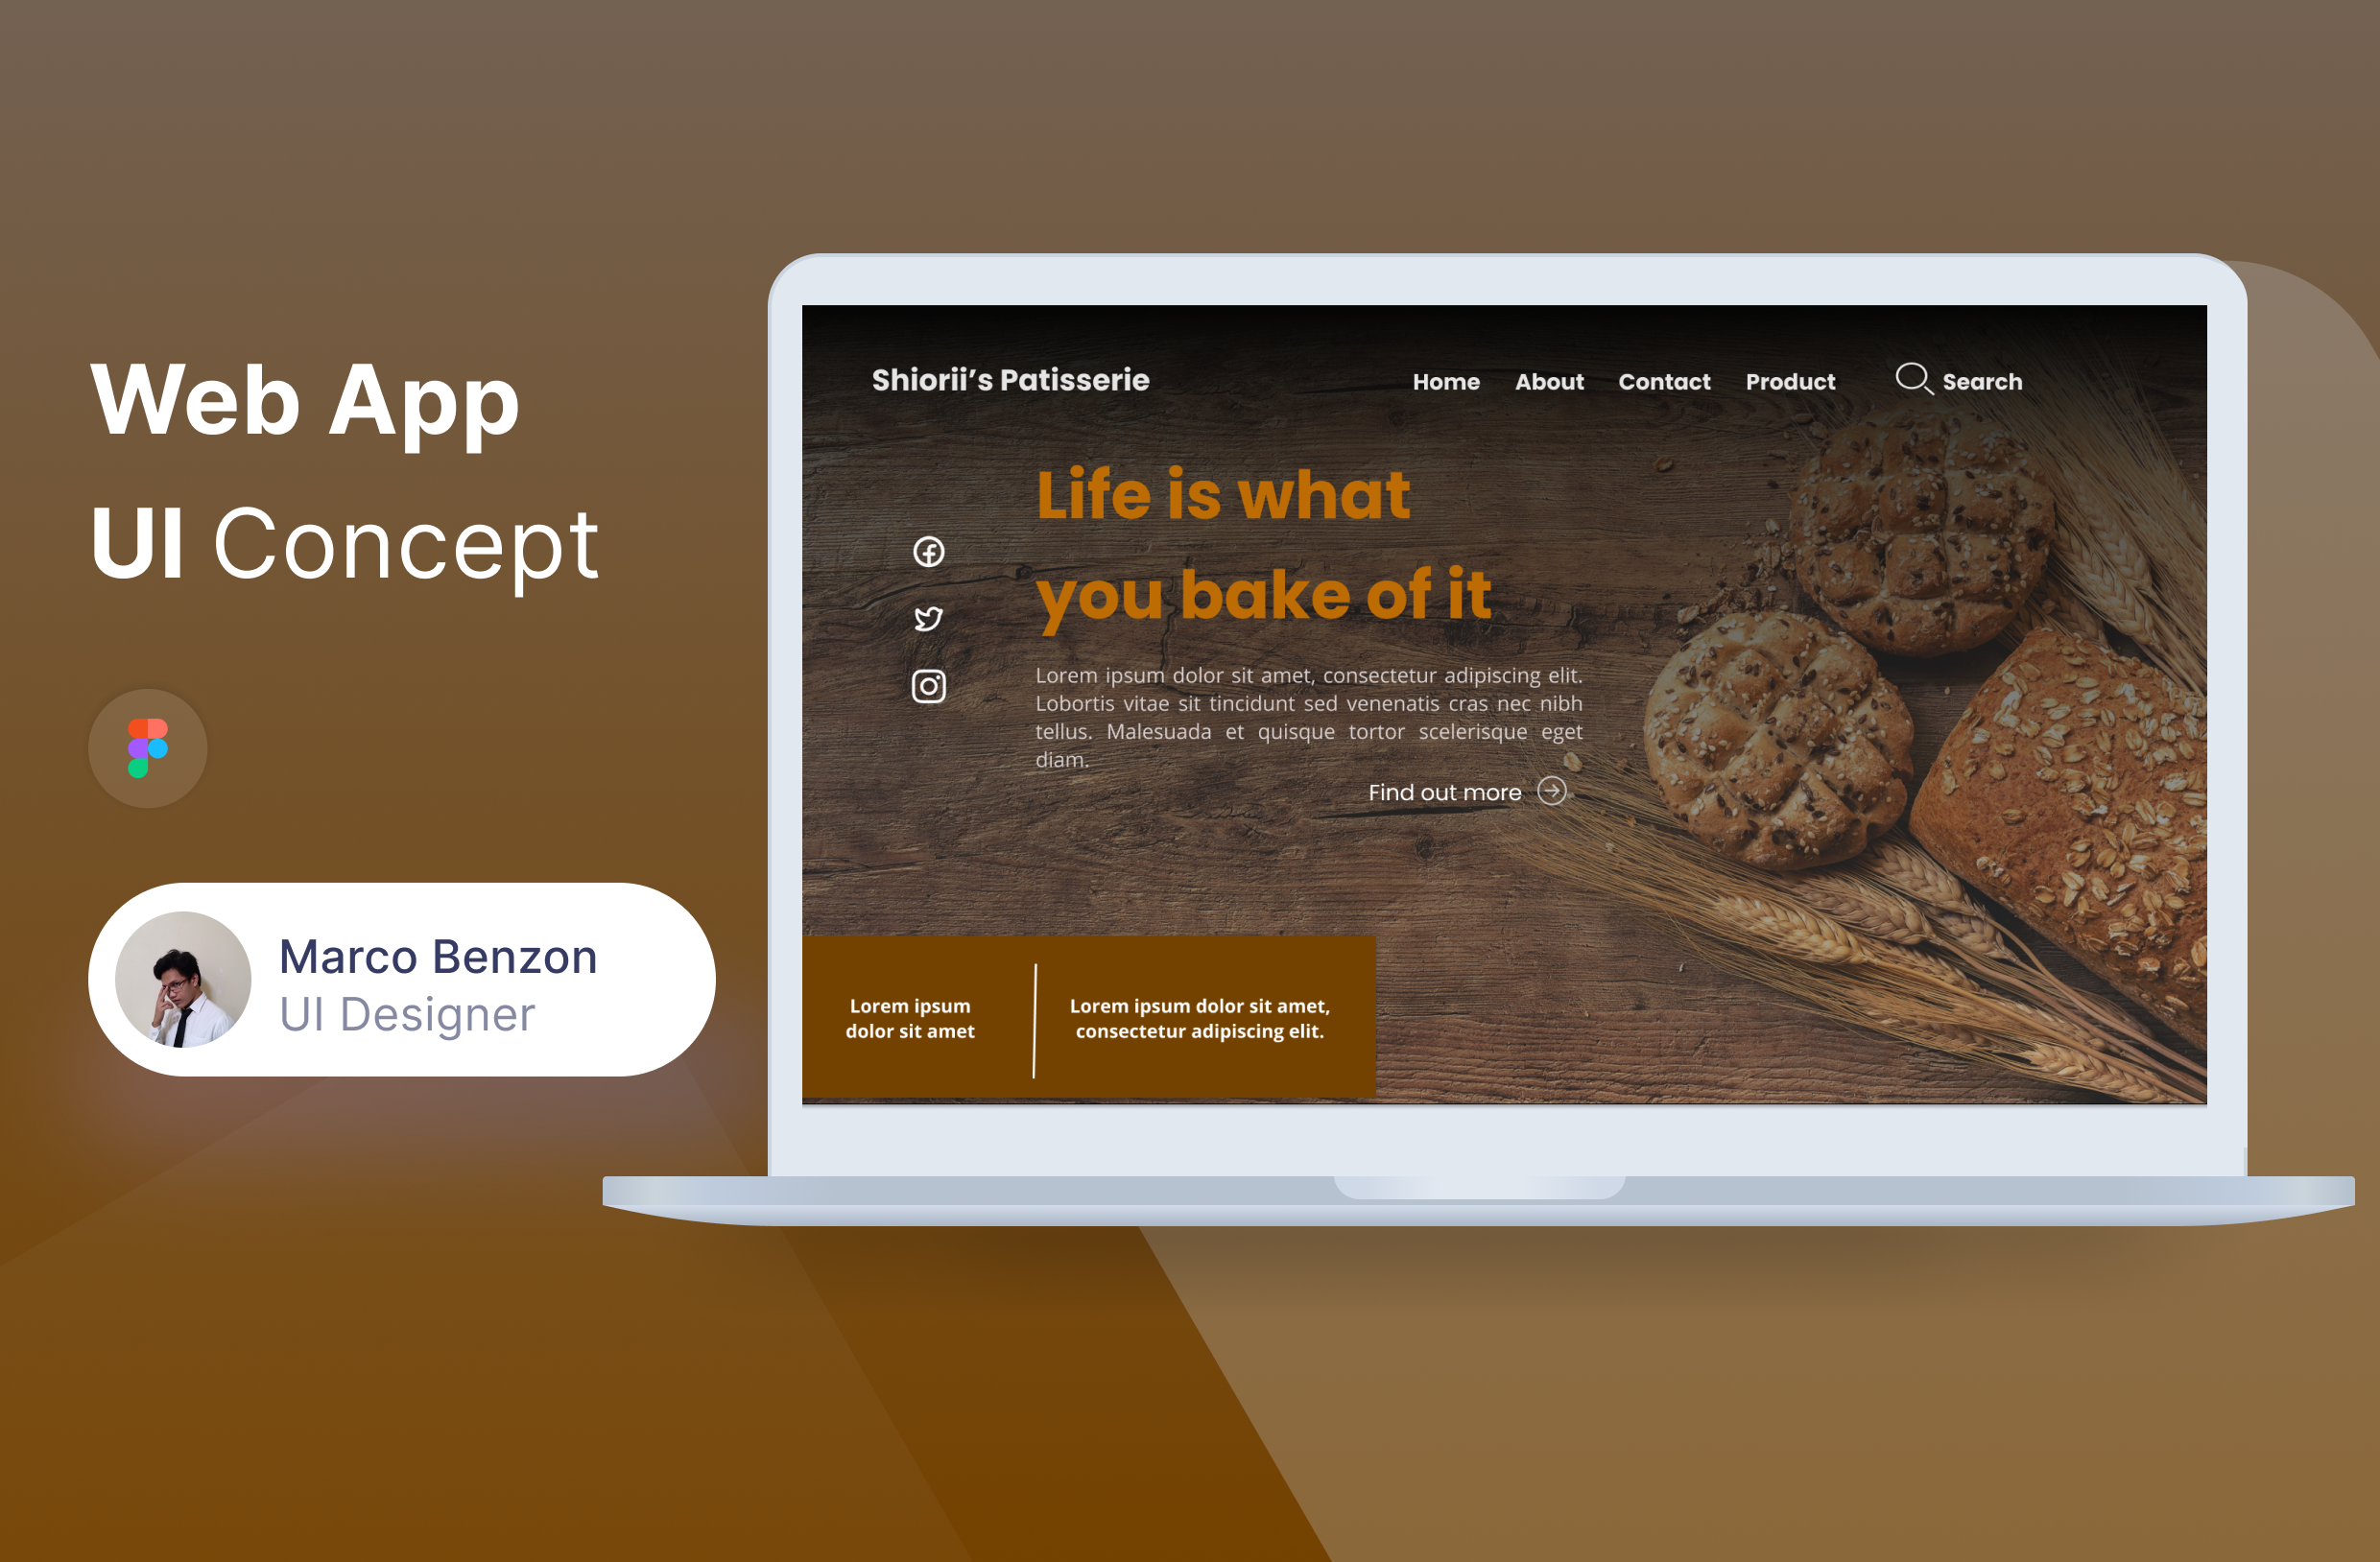 Web App
UI Concept
Marco Benzon
UI Designer
Shiorii’s Patisserie
Home About Contact Product Search
Life is what
you bake of it
Lorem ipsum dolor sit amet, consectetur adipiscing elit.
Lobortis vitae sit tincidunt sed venenatis cras nec nibh
tellus. Malesuada et quisque tortor scelerisque eget
diam.
Find out more
Lorem ipsum
dolor sit amet
Lorem ipsum dolor sit amet,
consectetur adipiscing elit.